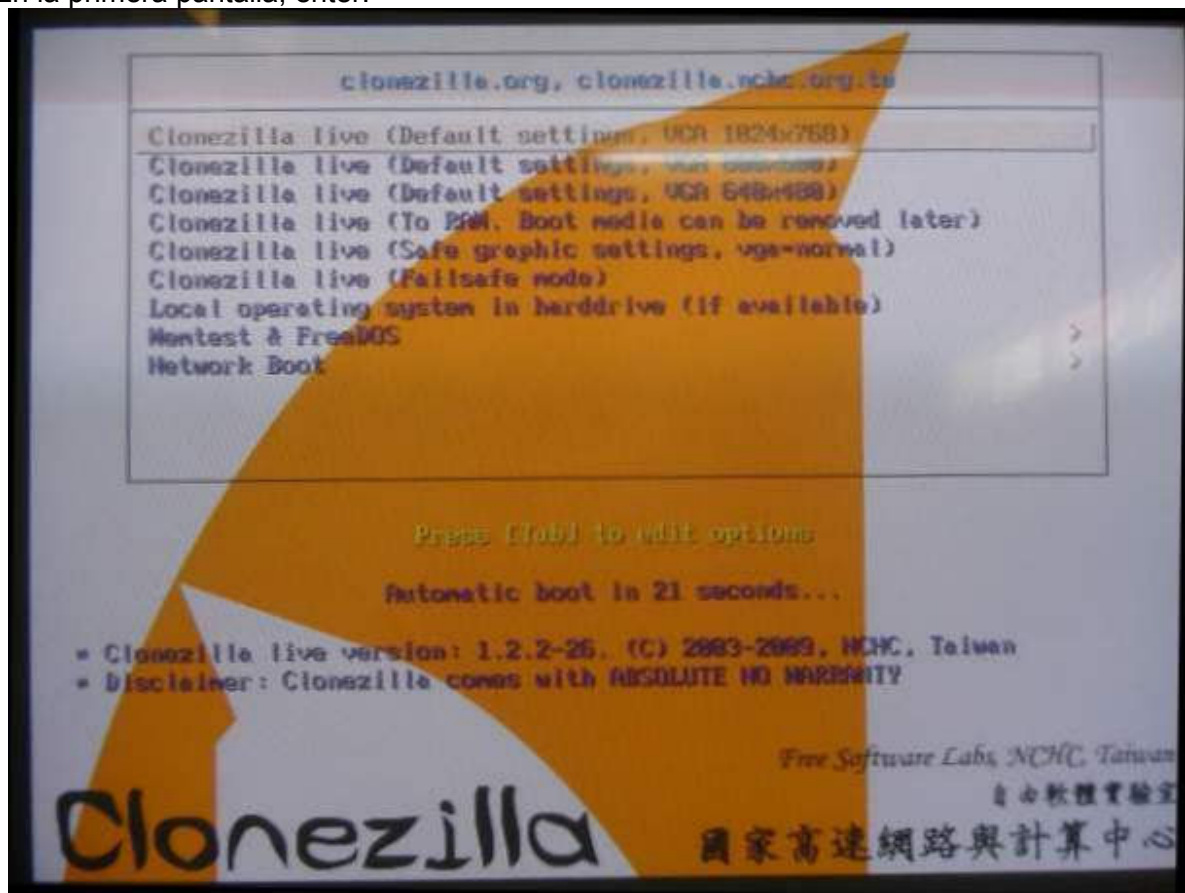 En la primera pantalla, enter:
clonezilla.org, clonezilla.nchc.org.tw
Clonezilla live (Default settings, VGA 1024x768)
Clonezilla live (Default settings, VGA 800x600)
Clonezilla live (Default settings, VGA 640x480)
Clonezilla live (To RAM. Boot media can be removed later)
Clonezilla live (Safe graphic settings, vga=normal)
Clonezilla live (Failsafe mode)
Local operating system in harddrive (if available)
Memtest & FreeDOS >
Network Boot >
Press [Tab] to edit options
Automatic boot in 21 seconds...
* Clonezilla live version: 1.2.2-26. (C) 2003-2009, NCHC, Taiwan
* Disclaimer: Clonezilla comes with ABSOLUTE NO WARRANTY
Free Software Labs, NCHC, Taiwan
自由軟體實驗室
Clonezilla
國家高速網路與計算中心